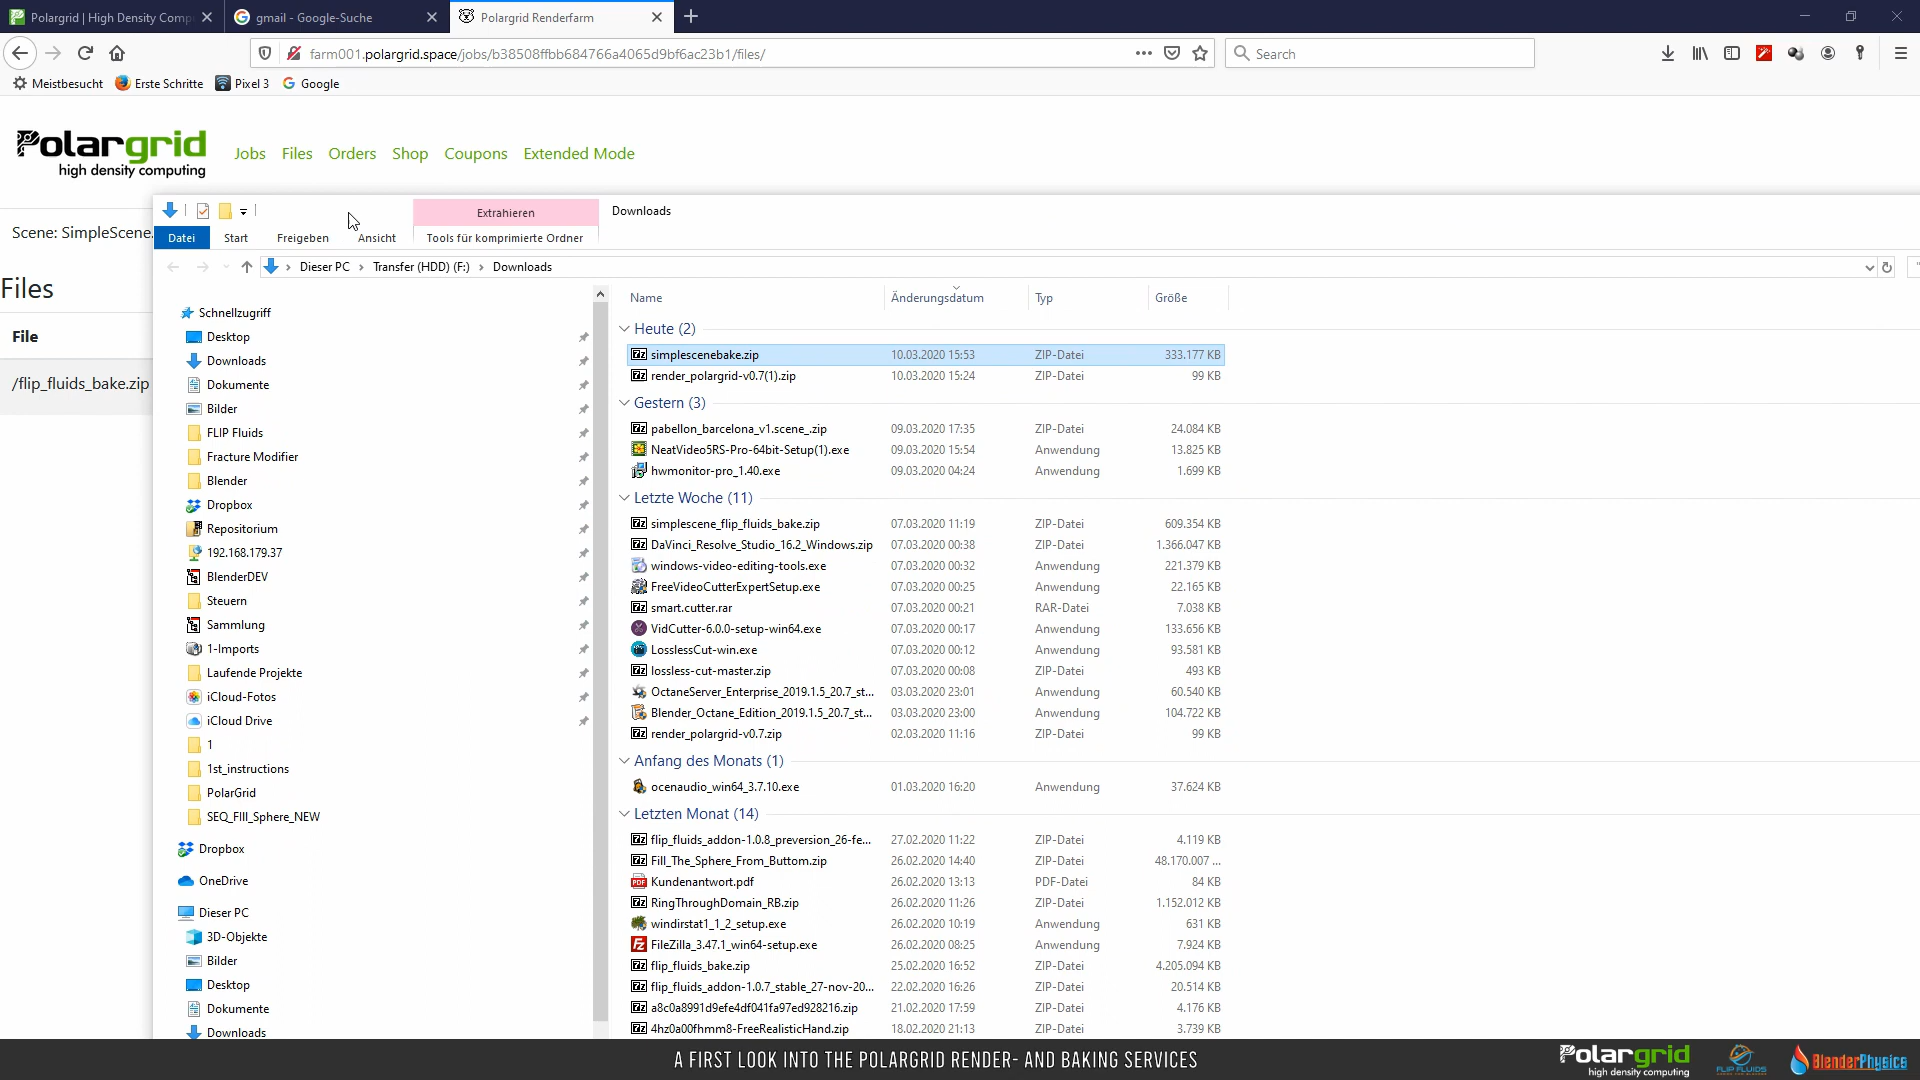 Polargrid | High Density Comp
gmail - Google-Suche
Polargrid Renderfarm
farm001.polargrid.space/jobs/b38508ffbb684766a4065d9bf6ac23b1/files/
Search
Meistbesucht
Erste Schritte
Pixel 3
Google
Polargrid
high density computing
Jobs
Files
Orders
Shop
Coupons
Extended Mode
Scene: SimpleScene.
Files
File
/flip_fluids_bake.zip
Extrahieren
Downloads
Datei
Start
Freigeben
Ansicht
Tools für komprimierte Ordner
Dieser PC > Transfer (HDD) (F:) > Downloads
Schnellzugriff
Desktop
Downloads
Dokumente
Bilder
FLIP Fluids
Fracture Modifier
Blender
Dropbox
Repositorium
192.168.179.37
BlenderDEV
Steuern
Sammlung
1-Imports
Laufende Projekte
iCloud-Fotos
iCloud Drive
1
1st_instructions
PolarGrid
SEQ_FIll_Sphere_NEW
Dropbox
OneDrive
Dieser PC
3D-Objekte
Bilder
Desktop
Dokumente
Downloads
Name Änderungsdatum Typ Größe
Heute (2)
simplescenebake.zip 10.03.2020 15:53 ZIP-Datei 333.177 KB
render_polargrid-v0.7(1).zip 10.03.2020 15:24 ZIP-Datei 99 KB
Gestern (3)
pabellon_barcelona_v1.scene_.zip 09.03.2020 17:35 ZIP-Datei 24.084 KB
NeatVideo5RS-Pro-64bit-Setup(1).exe 09.03.2020 15:54 Anwendung 13.825 KB
hwmonitor-pro_1.40.exe 09.03.2020 04:24 Anwendung 1.699 KB
Letzte Woche (11)
simplescene_flip_fluids_bake.zip 07.03.2020 11:19 ZIP-Datei 609.354 KB
DaVinci_Resolve_Studio_16.2_Windows.zip 07.03.2020 00:38 ZIP-Datei 1.366.047 KB
windows-video-editing-tools.exe 07.03.2020 00:32 Anwendung 221.379 KB
FreeVideoCutterExpertSetup.exe 07.03.2020 00:25 Anwendung 22.165 KB
smart.cutter.rar 07.03.2020 00:21 RAR-Datei 7.038 KB
VidCutter-6.0.0-setup-win64.exe 07.03.2020 00:17 Anwendung 133.656 KB
LosslessCut-win.exe 07.03.2020 00:12 Anwendung 93.581 KB
lossless-cut-master.zip 07.03.2020 00:08 ZIP-Datei 493 KB
OctaneServer_Enterprise_2019.1.5_20.7_st... 03.03.2020 23:01 Anwendung 60.540 KB
Blender_Octane_Edition_2019.1.5_20.7_st... 03.03.2020 23:00 Anwendung 104.722 KB
render_polargrid-v0.7.zip 02.03.2020 11:16 ZIP-Datei 99 KB
Anfang des Monats (1)
ocenaudio_win64_3.7.10.exe 01.03.2020 16:20 Anwendung 37.624 KB
Letzten Monat (14)
flip_fluids_addon-1.0.8_preversion_26-fe... 27.02.2020 11:22 ZIP-Datei 4.119 KB
Fill_The_Sphere_From_Buttom.zip 26.02.2020 14:40 ZIP-Datei 48.170.007 ...
Kundenantwort.pdf 26.02.2020 13:13 PDF-Datei 84 KB
RingThroughDomain_RB.zip 26.02.2020 11:26 ZIP-Datei 1.152.012 KB
windirstat1_1_2_setup.exe 26.02.2020 10:19 Anwendung 631 KB
FileZilla_3.47.1_win64-setup.exe 26.02.2020 08:25 Anwendung 7.924 KB
flip_fluids_bake.zip 25.02.2020 16:52 ZIP-Datei 4.205.094 KB
flip_fluids_addon-1.0.7_stable_27-nov-20... 22.02.2020 16:26 ZIP-Datei 20.514 KB
a8c0a8991d9efe4df041fa97ed928216.zip 21.02.2020 17:59 ZIP-Datei 4.176 KB
4hz0a00fhmm8-FreeRealisticHand.zip 18.02.2020 21:13 ZIP-Datei 3.739 KB
A FIRST LOOK INTO THE POLARGRID RENDER- AND BAKING SERVICES
Polargrid
high density computing
FLIP FLUIDS
BlenderPhysics